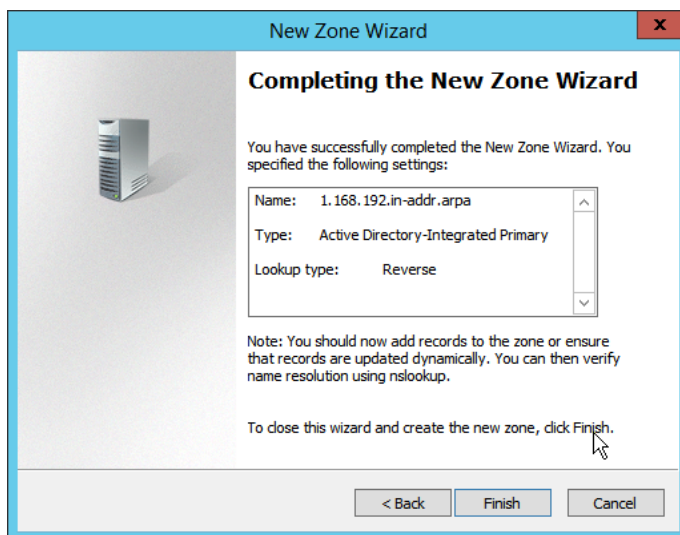 New Zone Wizard
x
Completing the New Zone Wizard
You have successfully completed the New Zone Wizard. You
specified the following settings:
Name: 1.168.192.in-addr.arpa
Type: Active Directory-Integrated Primary
Lookup type: Reverse
Note: You should now add records to the zone or ensure
that records are updated dynamically. You can then verify
name resolution using nslookup.
To close this wizard and create the new zone, click Finish.
< Back
Finish
Cancel